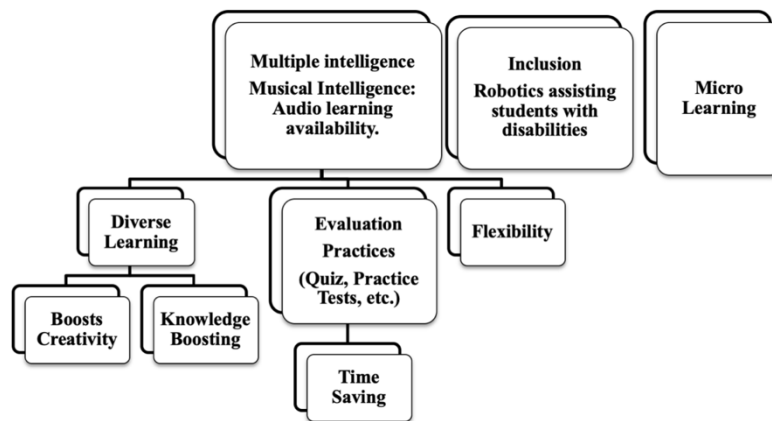 Multiple intelligence
Musical Intelligence:
Audio learning
availability.
Inclusion
Robotics assisting
students with
disabilities
Micro
Learning
Diverse
Learning
Evaluation
Practices
(Quiz, Practice
Tests, etc.)
Flexibility
Boosts
Creativity
Knowledge
Boosting
Time
Saving